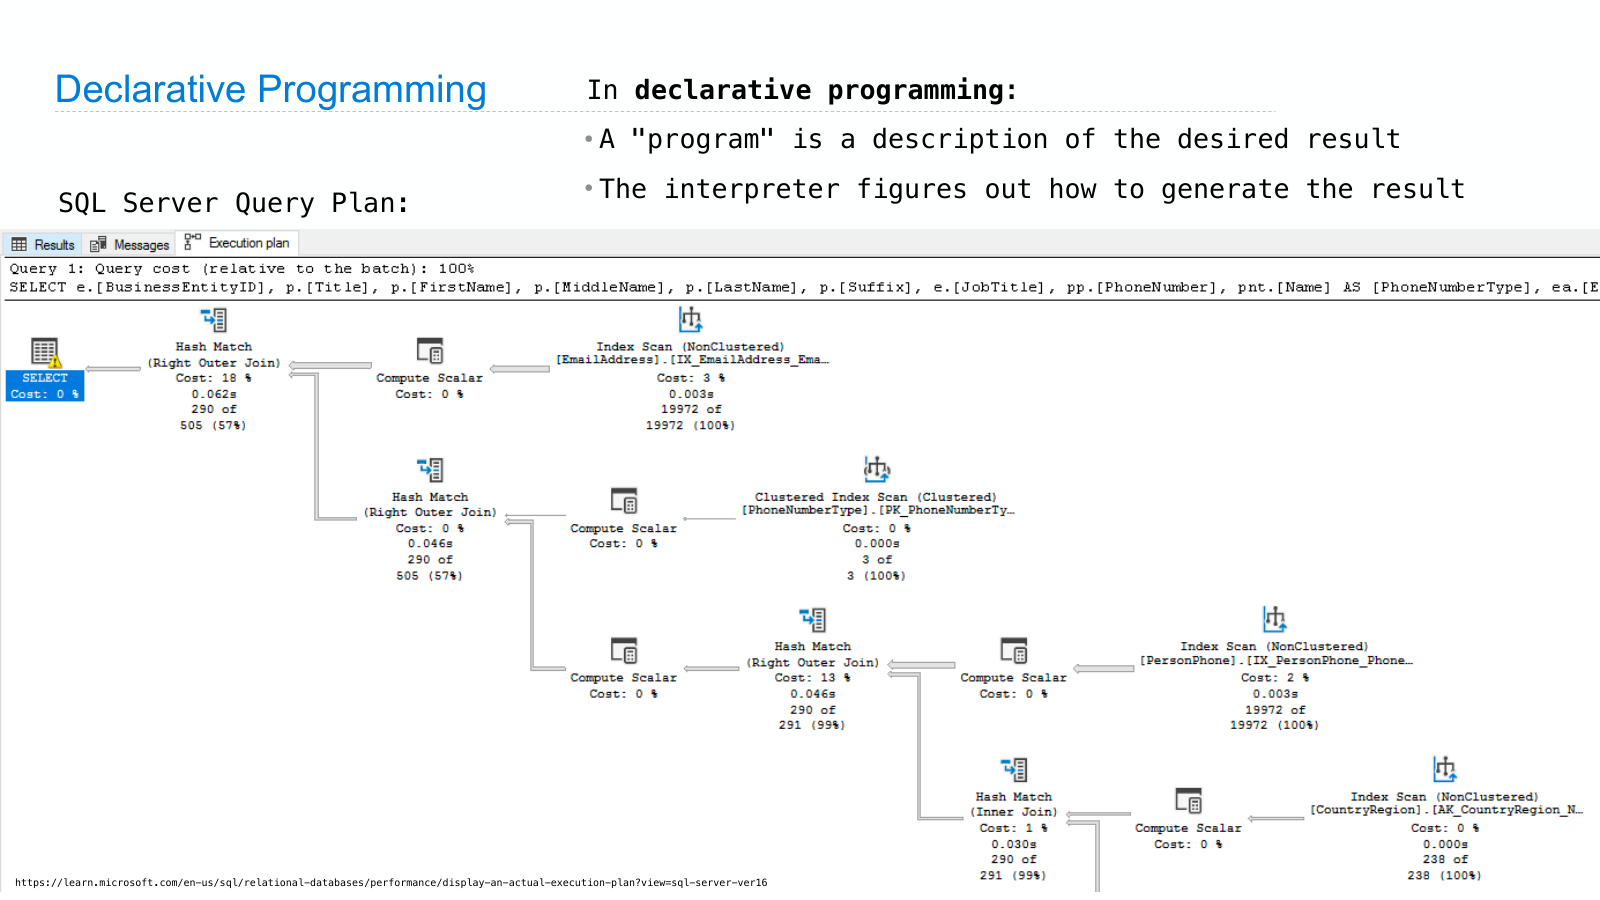 Declarative Programming
In declarative programming:
•A "program" is a description of the desired result
•The interpreter figures out how to generate the result
SQL Server Query Plan:
Results Messages Execution plan
Query 1: Query cost (relative to the batch): 100%
SELECT e.[BusinessEntityID], p.[Title], p.[FirstName], p.[MiddleName], p.[LastName], p.[Suffix], e.[JobTitle], pp.[PhoneNumber], pnt.[Name] AS [PhoneNumberType], ea.[E
SELECT
Cost: 0 %
Hash Match
(Right Outer Join)
Cost: 18 %
0.062s
290 of
505 (57%)
Compute Scalar
Cost: 0 %
Index Scan (NonClustered)
[EmailAddress].[IX_EmailAddress_Ema…
Cost: 3 %
0.003s
19972 of
19972 (100%)
Hash Match
(Right Outer Join)
Cost: 0 %
0.046s
290 of
505 (57%)
Compute Scalar
Cost: 0 %
Clustered Index Scan (Clustered)
[PhoneNumberType].[PK_PhoneNumberTy…
Cost: 0 %
0.000s
3 of
3 (100%)
Compute Scalar
Cost: 0 %
Hash Match
(Right Outer Join)
Cost: 13 %
0.046s
290 of
291 (99%)
Compute Scalar
Cost: 0 %
Index Scan (NonClustered)
[PersonPhone].[IX_PersonPhone_Phone…
Cost: 2 %
0.003s
19972 of
19972 (100%)
Hash Match
(Inner Join)
Cost: 1 %
0.030s
290 of
291 (99%)
Compute Scalar
Cost: 0 %
Index Scan (NonClustered)
[CountryRegion].[AK_CountryRegion_N…
Cost: 0 %
0.000s
238 of
238 (100%)
https://learn.microsoft.com/en-us/sql/relational-databases/performance/display-an-actual-execution-plan?view=sql-server-ver16